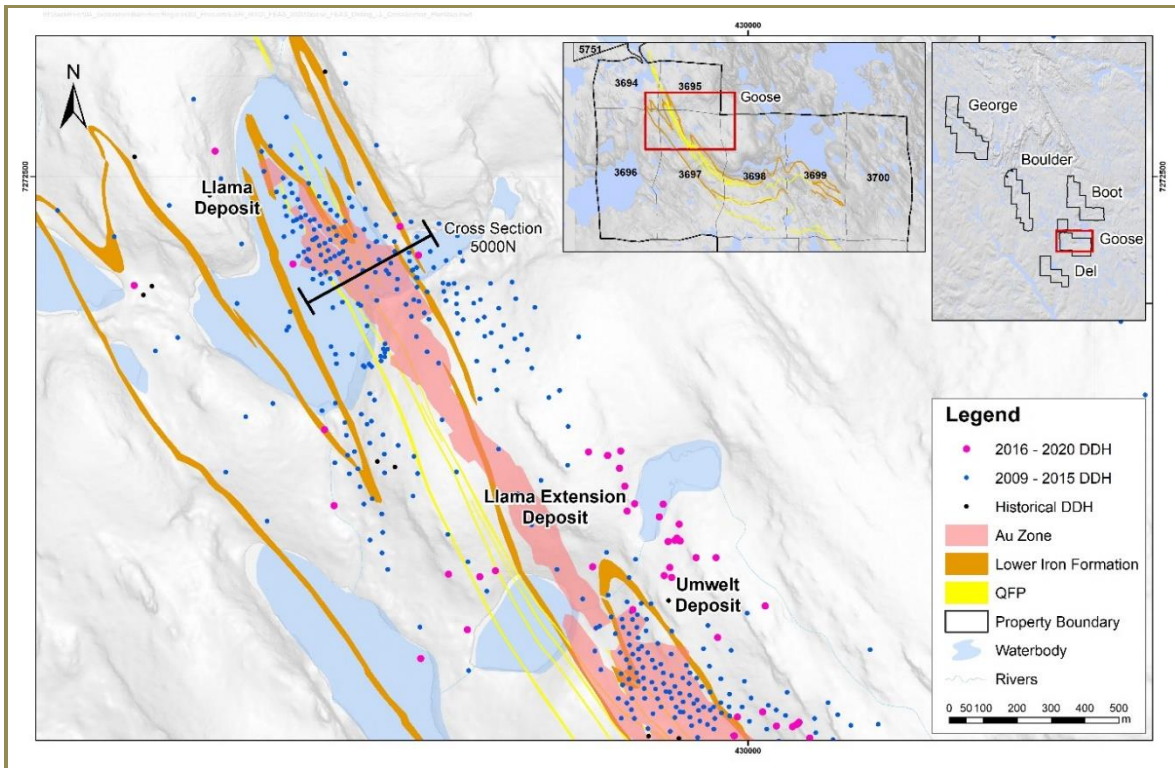 430000
N
7272500
7272500
Llama
Deposit
Cross Section
5000N
Llama Extension
Deposit
Umwelt
Deposit
5751
3694
3695
Goose
3696
3697
3698
3699
3700
George
Boulder
Boot
Goose
Del
Legend
2016 - 2020 DDH
2009 - 2015 DDH
Historical DDH
Au Zone
Lower Iron Formation
QFP
Property Boundary
Waterbody
Rivers
0 50 100 200 300 400 500
m
430000